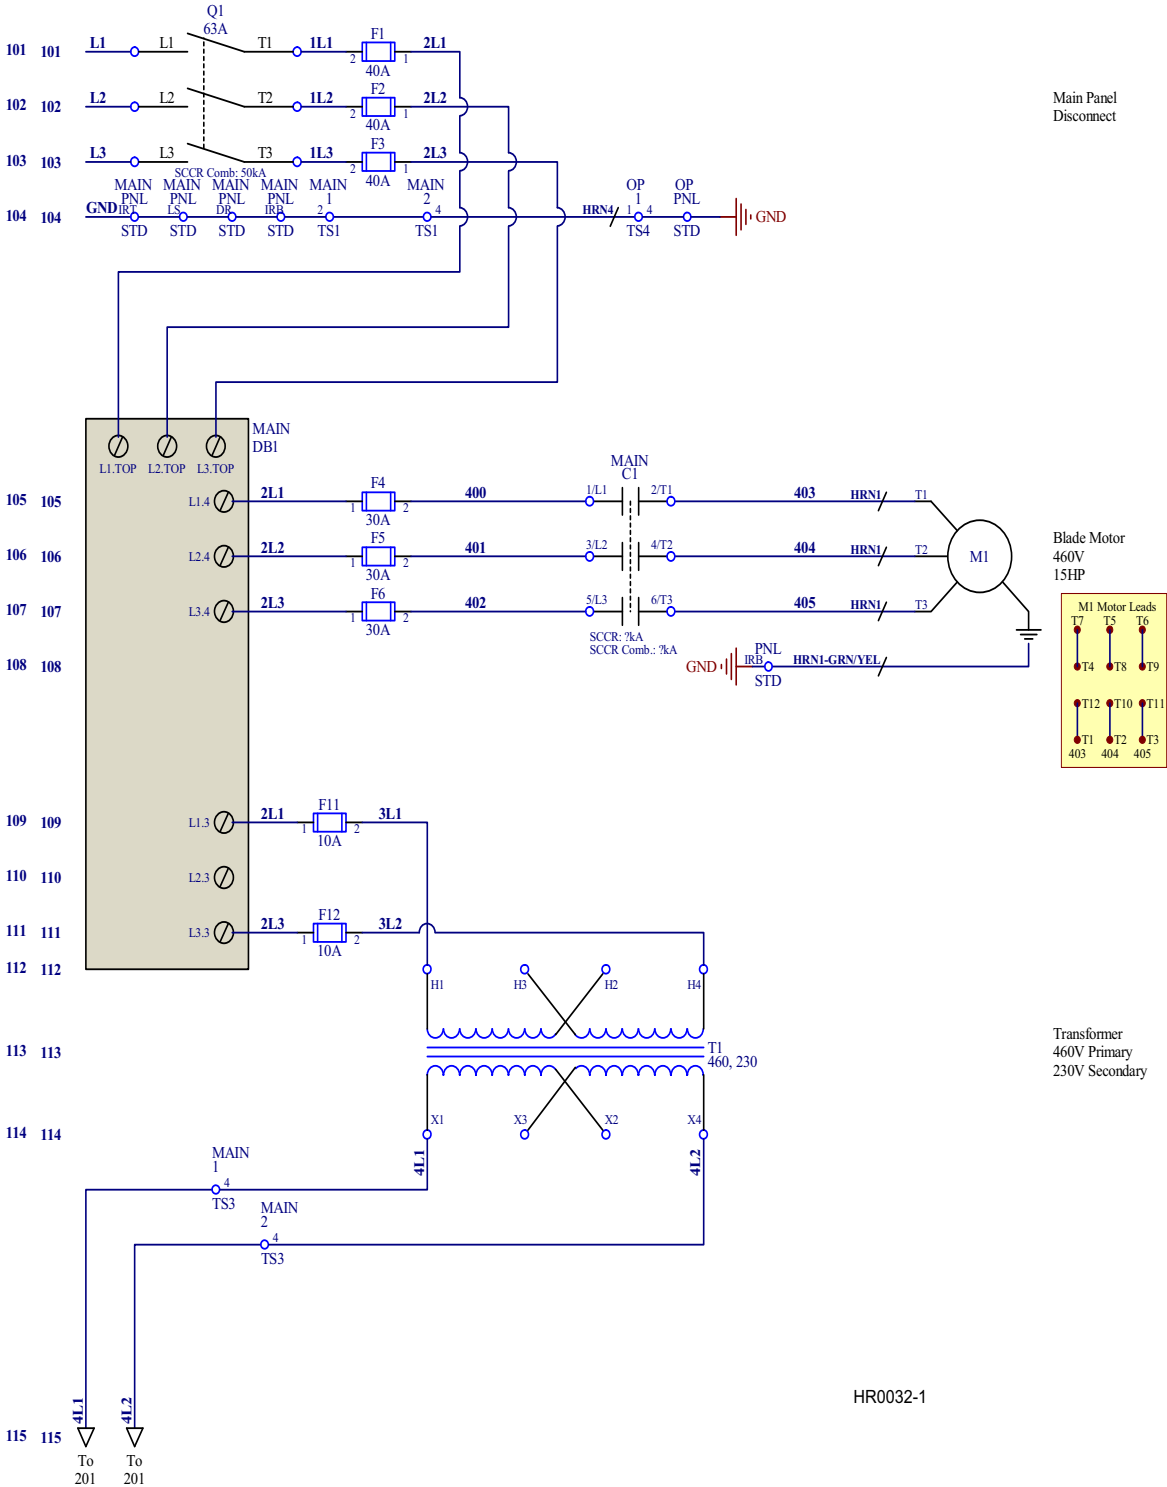 Q1
63A
101 101 L1 L1 T1 1L1 F1 2L1
2 1
40A
102 102 L2 L2 T2 1L2 F2 2L2
2 1
40A
Main Panel
Disconnect
103 103 L3 L3 T3 1L3 F3 2L3
2 1
40A
SCCR Comb: 50kA
MAIN MAIN MAIN MAIN MAIN MAIN OP OP
PNL PNL PNL PNL 1 2 1 PNL
104 104 GND IRT LS DR IRB 2 4 HRN4 1 4 GND
STD STD STD STD TS1 TS1 TS4 STD
MAIN
DB1
L1.TOP L2.TOP L3.TOP
MAIN
C1
105 105 L1.4 2L1 F4 400 1/L1 2/T1 403 HRN1 T1
1 2
30A
106 106 L2.4 2L2 F5 401 3/L2 4/T2 404 HRN1 T2 M1
1 2
30A
Blade Motor
460V
15HP
107 107 L3.4 2L3 F6 402 5/L3 6/T3 405 HRN1 T3
1 2
30A
SCCR: ?kA
SCCR Comb.: ?kA
108 108 GND IRB PNL HRN1-GRN/YEL
STD
M1 Motor Leads
T7 T5 T6
T4 T8 T9
T12 T10 T11
T1 T2 T3
403 404 405
109 109 L1.3 2L1 F11 3L1
1 2
10A
110 110 L2.3
111 111 L3.3 2L3 F12 3L2
1 2
10A
112 112
H1 H3 H2 H4
113 113 T1
460, 230
Transformer
460V Primary
230V Secondary
X1 X3 X2 X4
114 114
4L1 4L2
MAIN
1
4
TS3
MAIN
2
4
TS3
HR0032-1
4L1 4L2
115 115
To To
201 201